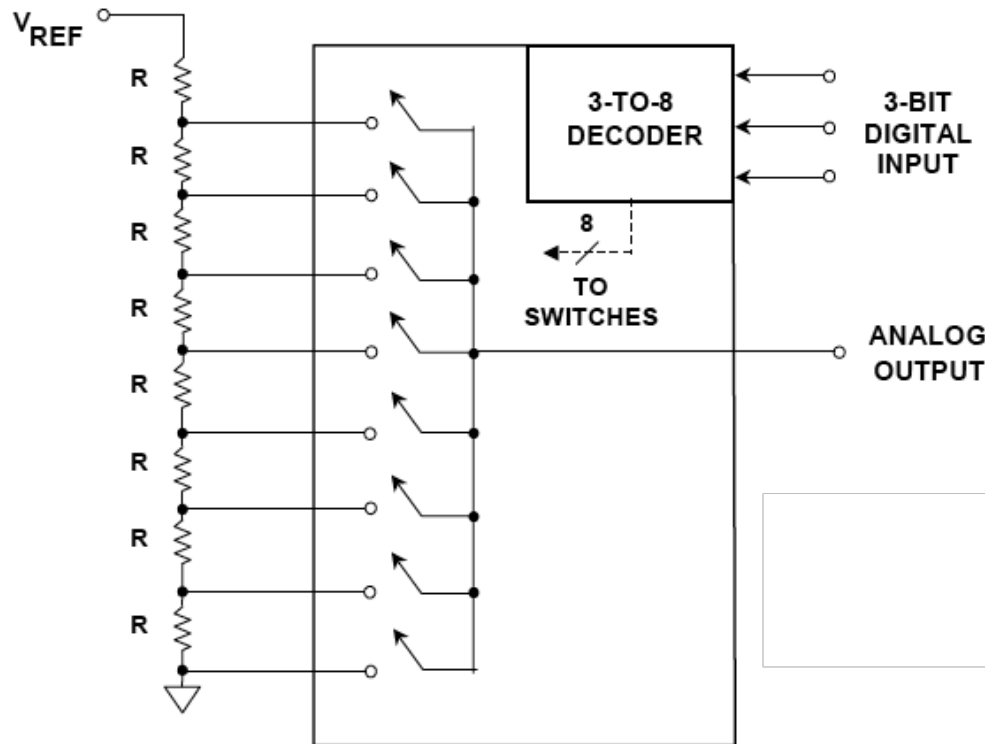 VREF
R
R
R
R
R
R
R
R
3-TO-8
DECODER
3-BIT
DIGITAL
INPUT
8
TO
SWITCHES
ANALOG
OUTPUT